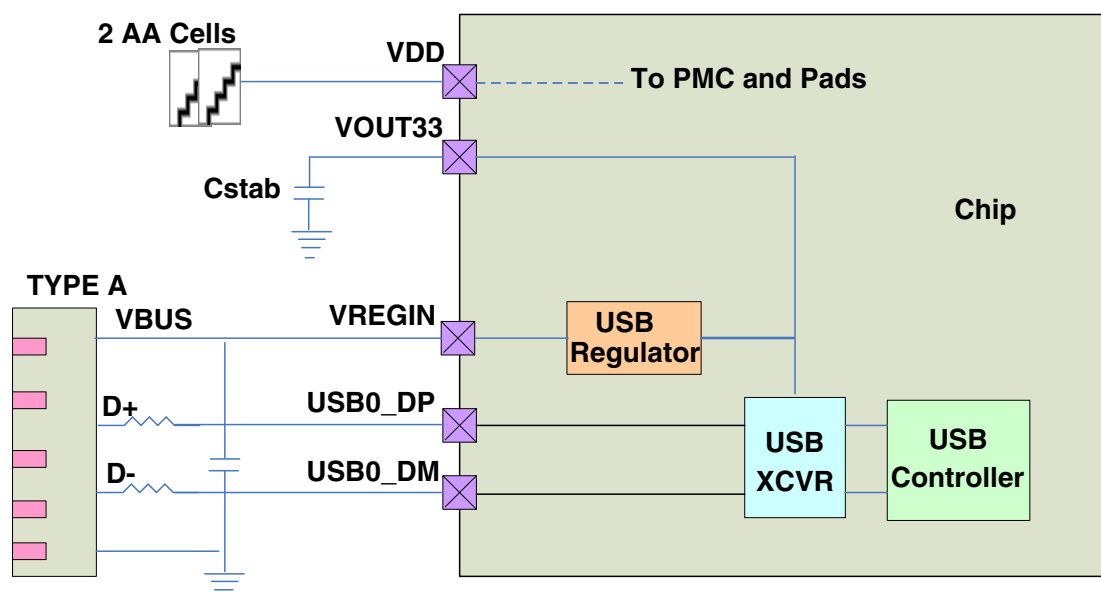 2 AA Cells
VDD
To PMC and Pads
VOUT33
Cstab
Chip
TYPE A
VBUS
VREGIN
USB
Regulator
D+
USB0_DP
D-
USB0_DM
USB
XCVR
USB
Controller